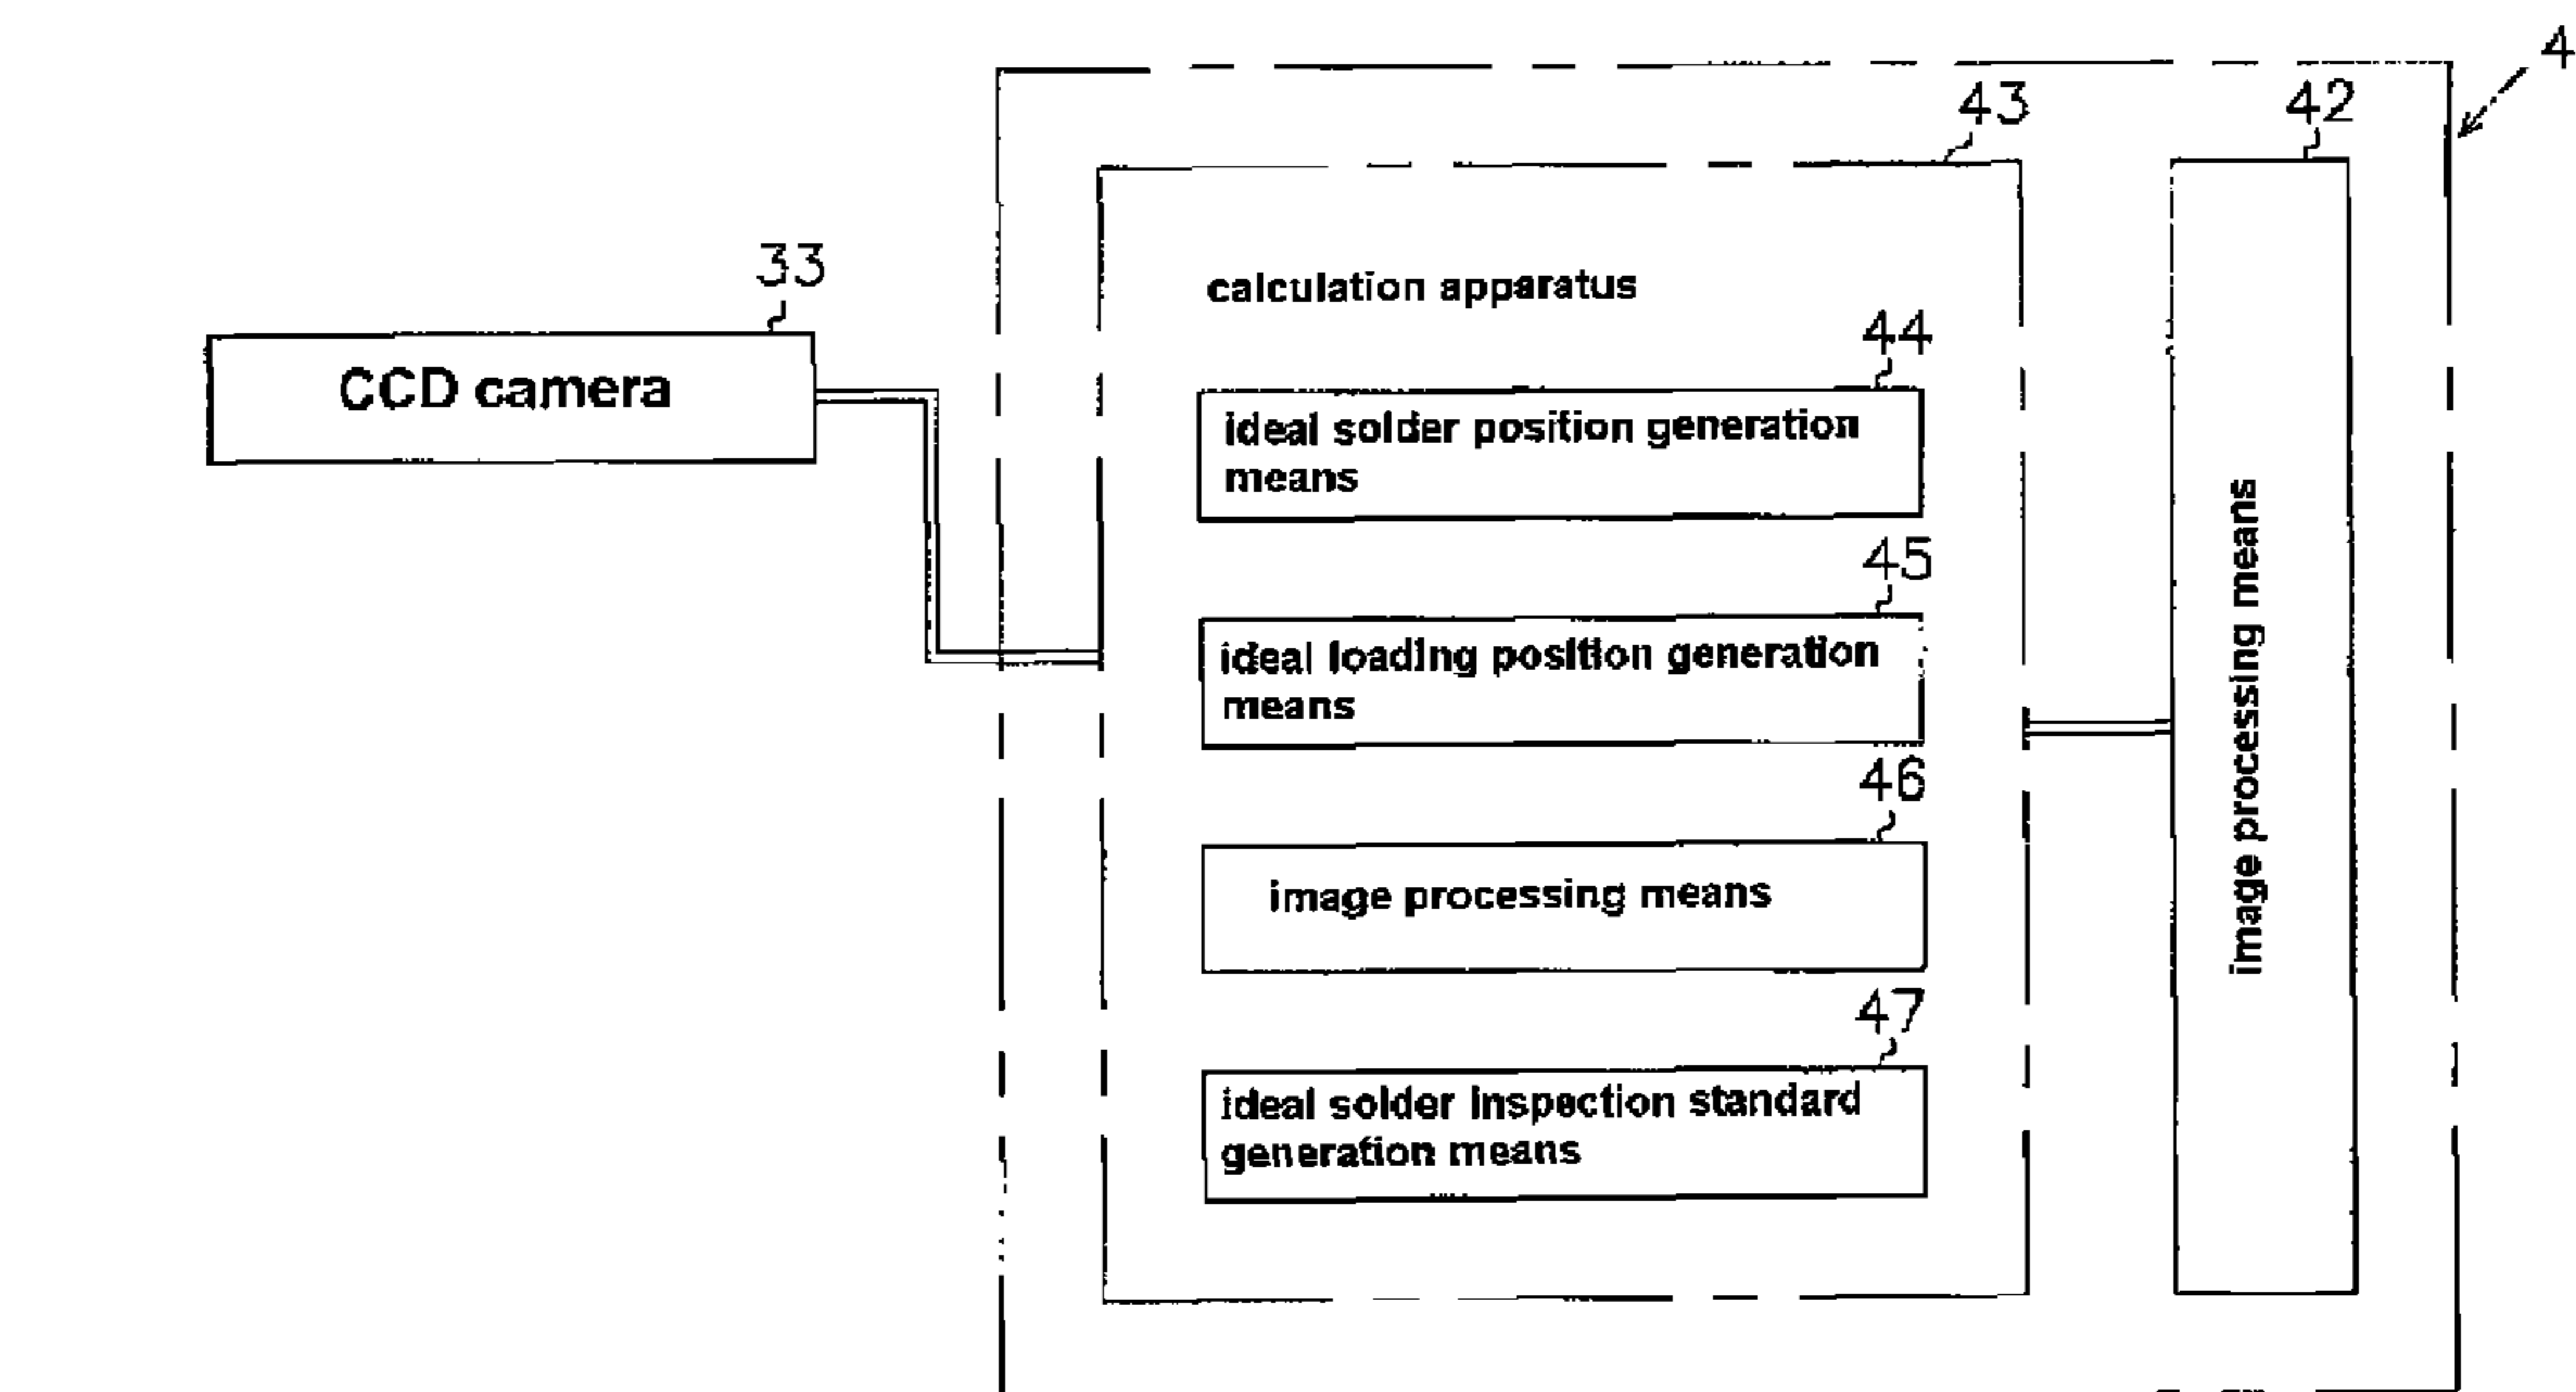 4
43
42
33
calculation apparatus
CCD camera
44
ideal solder position generation
means
45
ideal loading position generation
means
46
image processing means
47
ideal solder inspection standard
generation means
image processing means